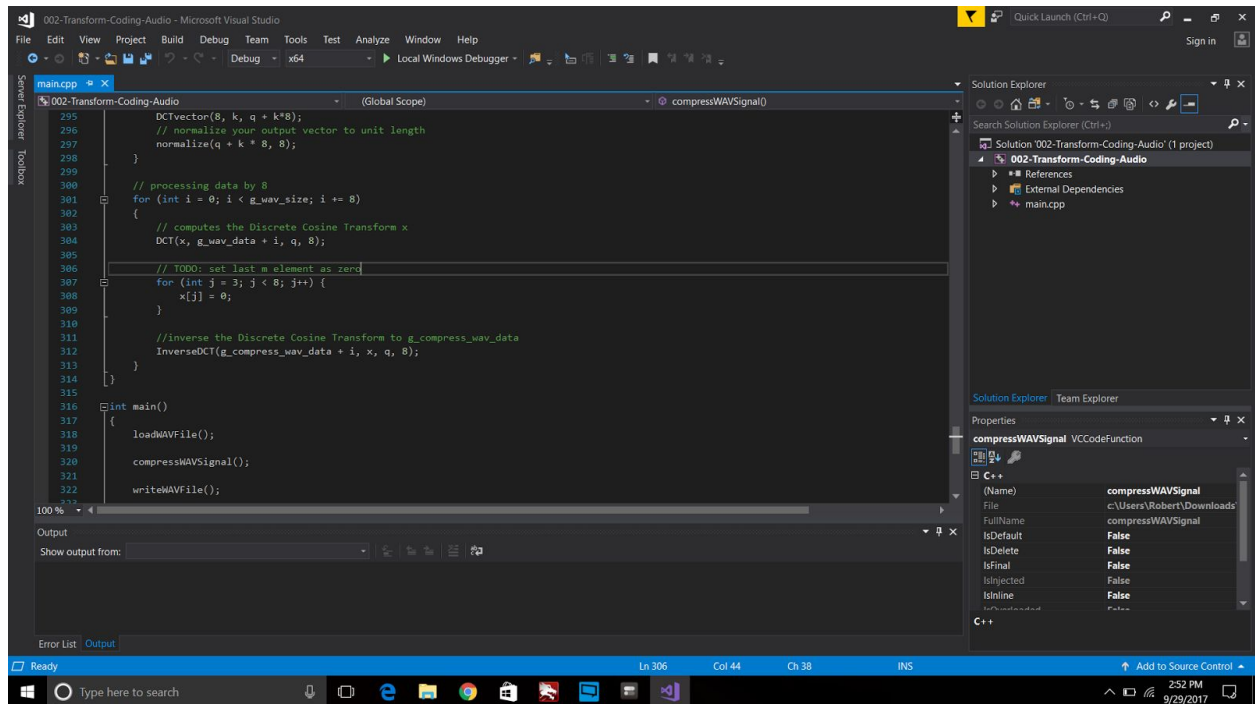 002-Transform-Coding-Audio - Microsoft Visual Studio
Quick Launch (Ctrl+Q)
File Edit View Project Build Debug Team Tools Test Analyze Window Help
Sign in
Debug x64 Local Windows Debugger
Server Explorer
Toolbox
main.cpp
002-Transform-Coding-Audio (Global Scope) compressWAVSignal()
295 DCTvector(8, k, q + k*8);
296 // normalize your output vector to unit length
297 normalize(q + k * 8, 8);
298 }
299
300 // processing data by 8
301 for (int i = 0; i < g_wav_size; i += 8)
302 {
303 // computes the Discrete Cosine Transform x
304 DCT(x, g_wav_data + i, q, 8);
305
306 // TODO: set last m element as zero
307 for (int j = 3; j < 8; j++) {
308 x[j] = 0;
309 }
310
311 //inverse the Discrete Cosine Transform to g_compress_wav_data
312 InverseDCT(g_compress_wav_data + i, x, q, 8);
313 }
314 }
315
316 int main()
317 {
318 loadWAVFile();
319
320 compressWAVSignal();
321
322 writeWAVFile();
100 %
Output
Show output from:
Error List Output
Solution Explorer
Search Solution Explorer (Ctrl+;)
Solution '002-Transform-Coding-Audio' (1 project)
002-Transform-Coding-Audio
References
External Dependencies
main.cpp
Solution Explorer Team Explorer
Properties
compressWAVSignal VCCodeFunction
C++
(Name) compressWAVSignal
File c:\Users\Robert\Downloads
FullName compressWAVSignal
IsDefault False
IsDelete False
IsFinal False
IsInjected False
IsInline False
C++
Ready Ln 306 Col 44 Ch 38 INS Add to Source Control
Type here to search
2:52 PM
9/29/2017